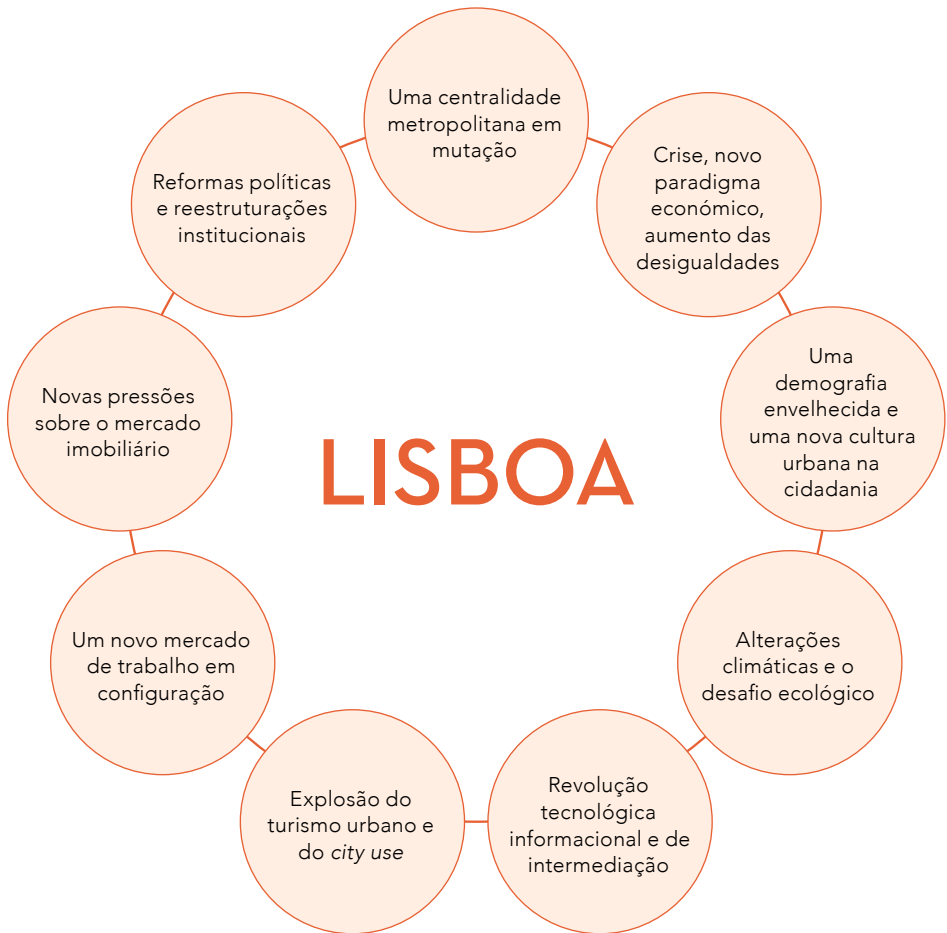 Uma centralidade
metropolitana em
mutação
Crise, novo
paradigma
económico,
aumento das
desigualdades
Uma
demografia
envelhecida e
uma nova cultura
urbana na
cidadania
Alterações
climáticas e o
desafio ecológico
Revolução
tecnológica
informacional e de
intermediação
Explosão do
turismo urbano e
do city use
Um novo mercado
de trabalho em
configuração
Novas pressões
sobre o mercado
imobiliário
Reformas políticas
e reestruturações
institucionais
LISBOA